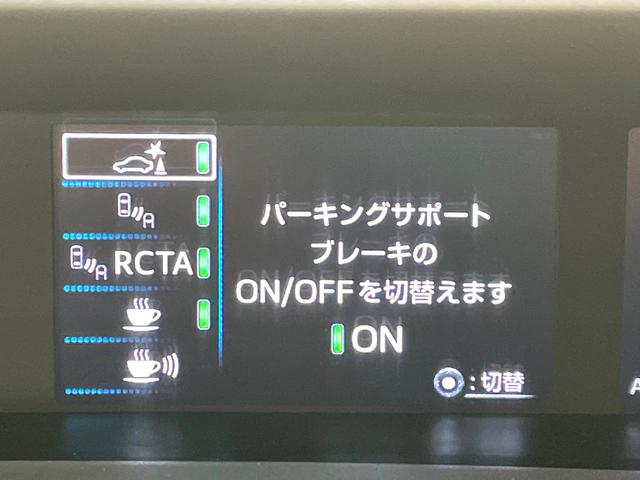 RCTA
パーキングサポート
ブレーキの
ON/OFFを切替えます
ON
:切替
A